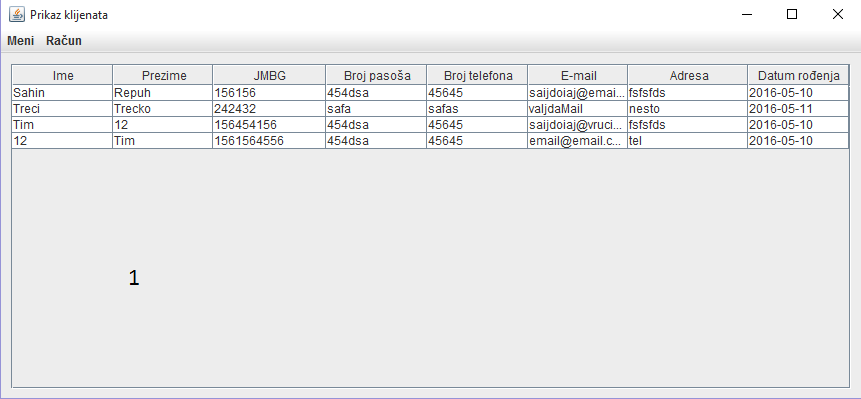 Prikaz klijenata
Meni Račun
Ime Prezime JMBG Broj pasoša Broj telefona E-mail Adresa Datum rođenja
Sahin Repuh 156156 454dsa 45645 saijdoiaj@emai... fsfsfds 2016-05-10
Treci Trecko 242432 safa safas valjdaMail nesto 2016-05-11
Tim 12 156454156 454dsa 45645 saijdoiaj@vruci... fsfsfds 2016-05-10
12 Tim 1561564556 454dsa 45645 email@email.c... tel 2016-05-10
1